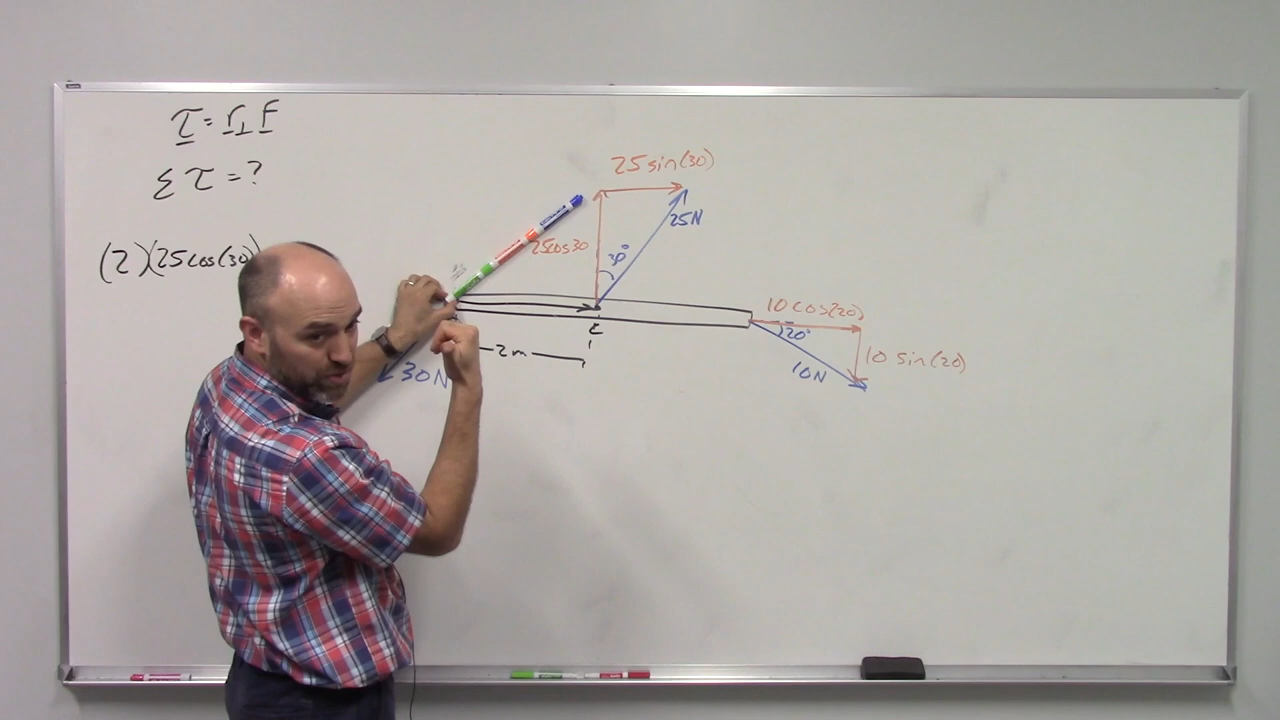 τ = r⊥ F
Σ τ = ?
(2)(25cos(30)
25 sin(30)
25cos30
30°
25N
10 cos(20)
20°
10 sin(20)
10N
30N
2m
C